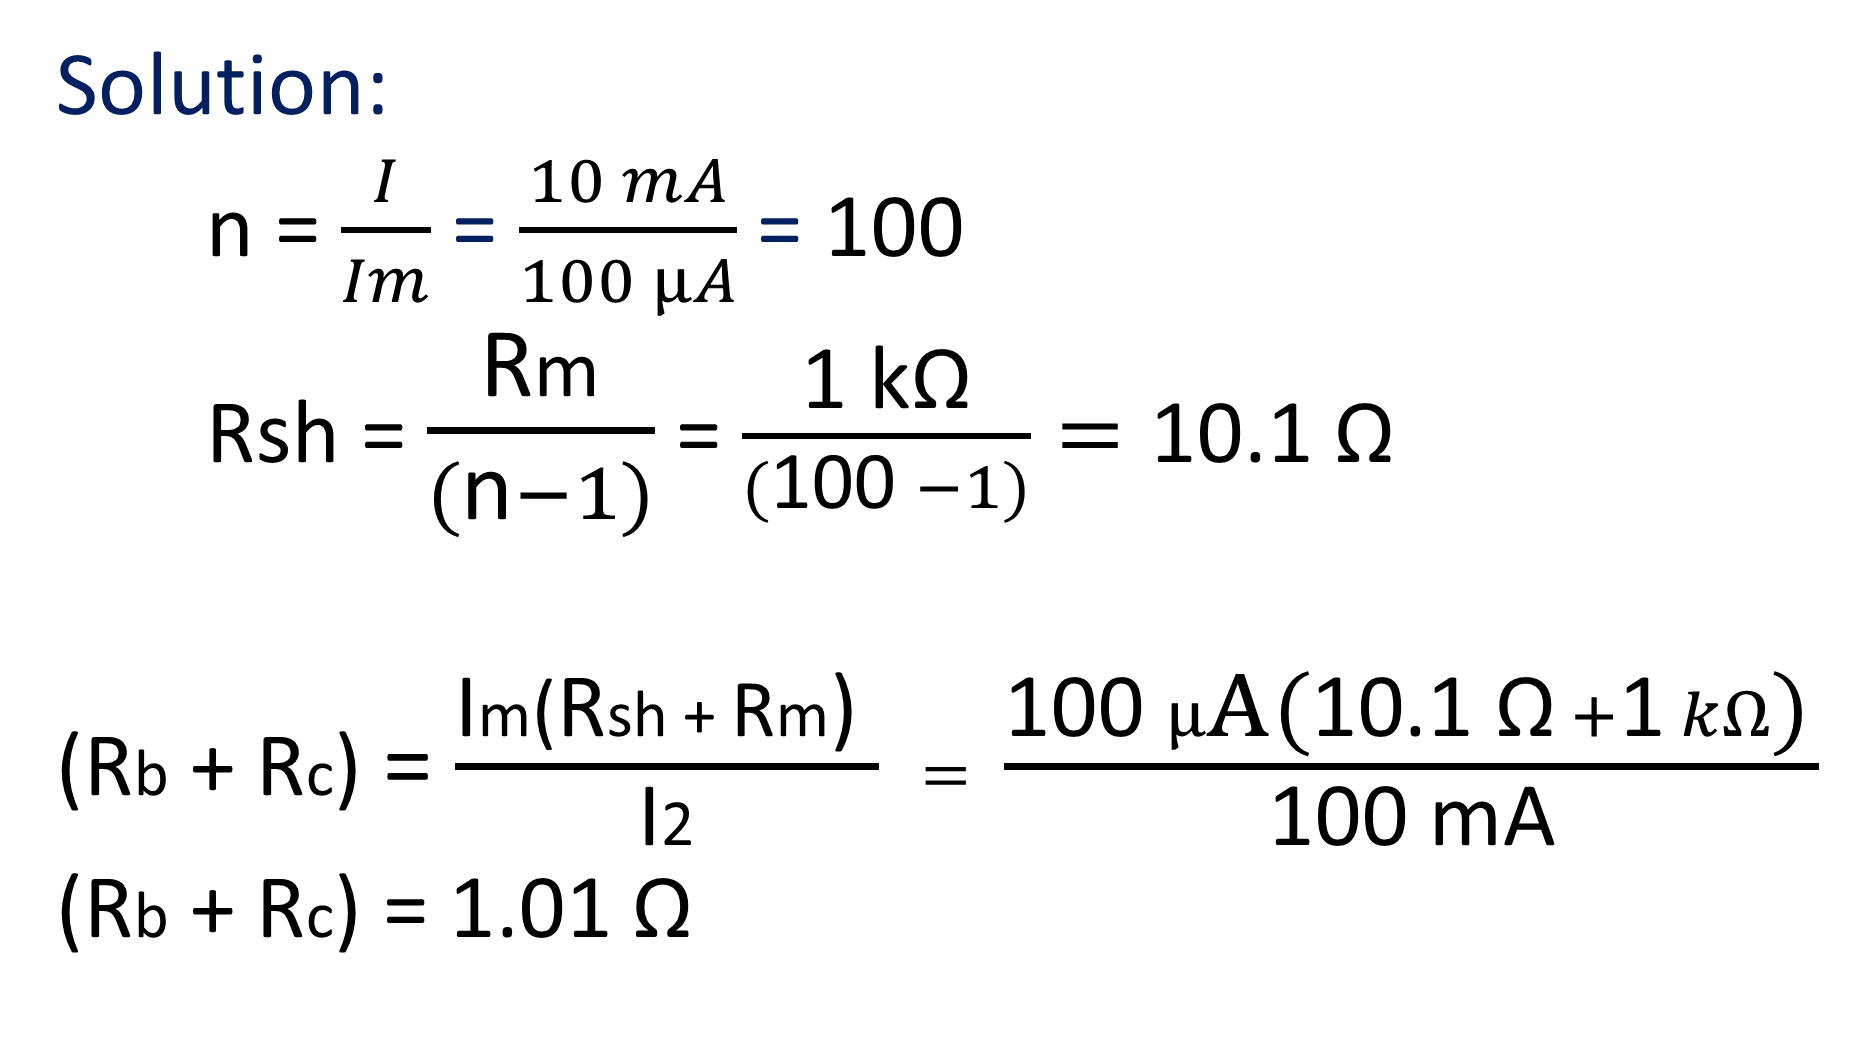 Solution:
n = I/Im = 10 mA/100 µA = 100
Rsh = Rm/(n−1) = 1 kΩ/(100 −1) = 10.1 Ω
(Rb + Rc) = Im(Rsh + Rm)/I2 = 100 µA(10.1 Ω +1 kΩ)/100 mA
(Rb + Rc) = 1.01 Ω